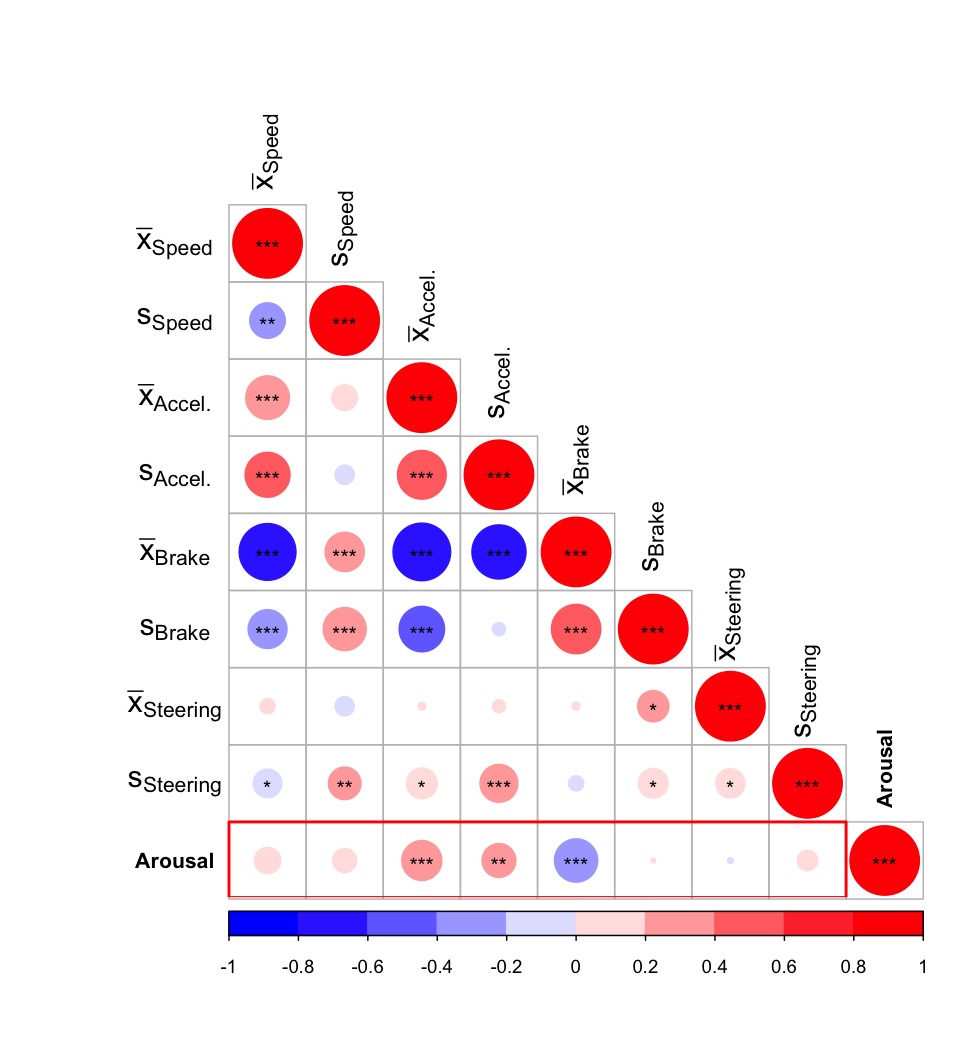 x̄Speed
sSpeed
x̄Accel.
sAccel.
x̄Brake
sBrake
x̄Steering
sSteering
Arousal
x̄Speed ***
sSpeed ** ***
x̄Accel. *** ***
sAccel. *** *** ***
x̄Brake *** *** *** *** ***
sBrake *** *** *** *** ***
x̄Steering * ***
sSteering * ** * *** * * ***
Arousal *** ** *** ***
-1 -0.8 -0.6 -0.4 -0.2 0 0.2 0.4 0.6 0.8 1